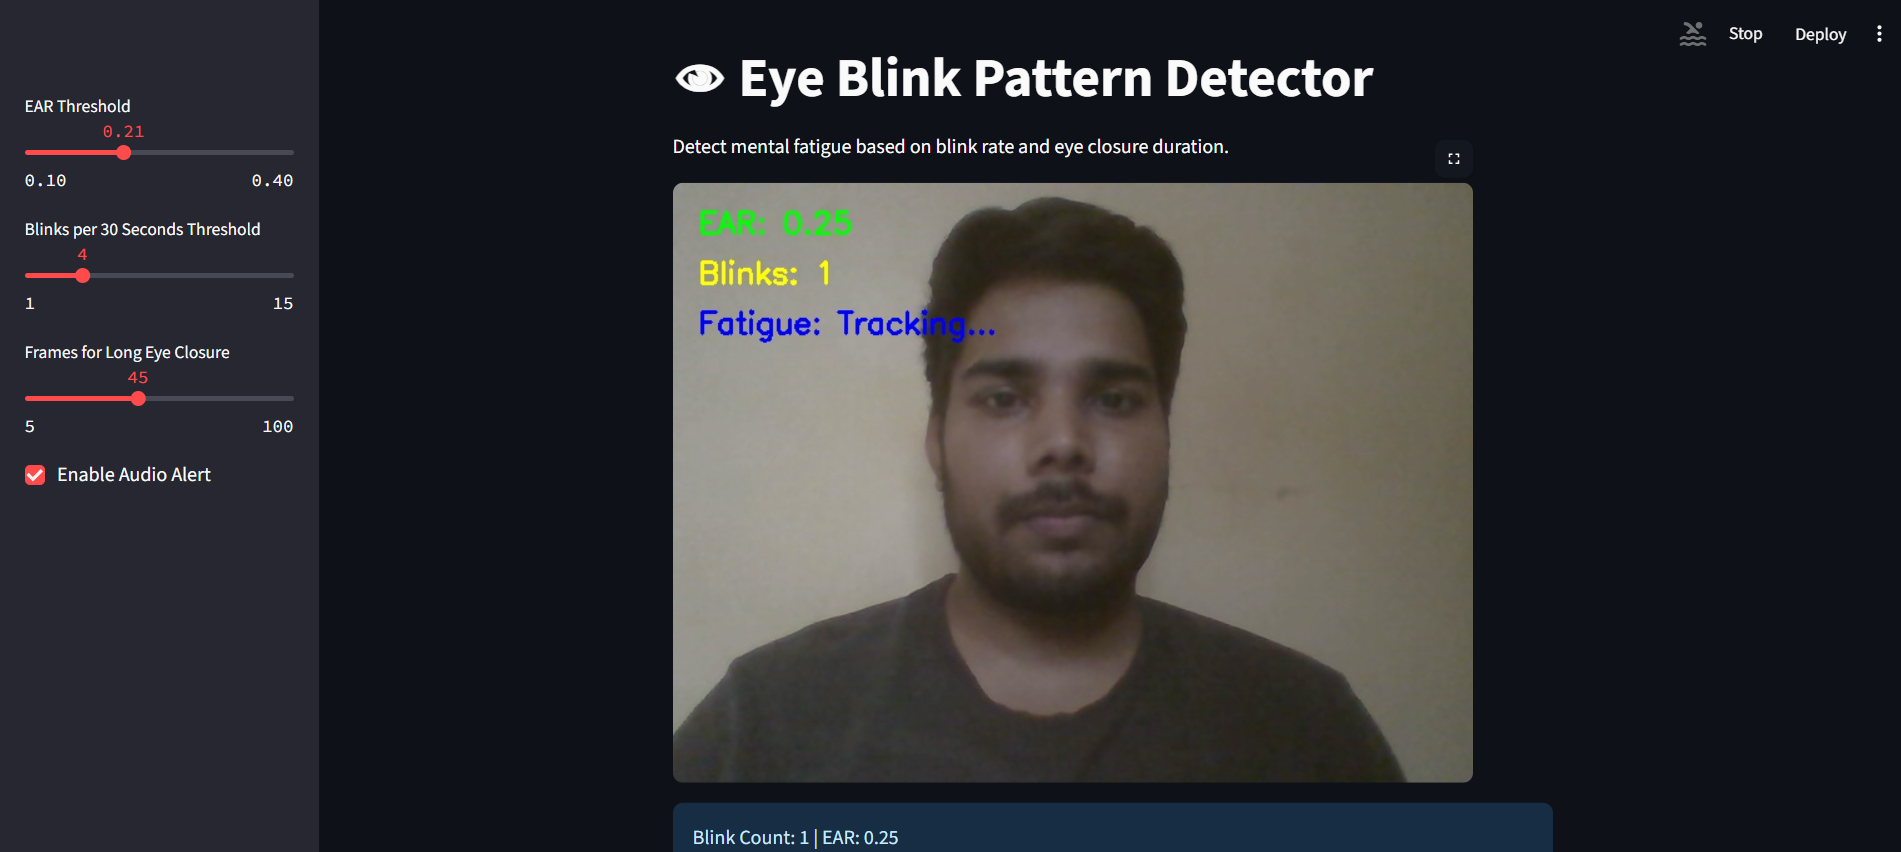 Stop
Deploy
EAR Threshold
0.21
0.10
0.40
Blinks per 30 Seconds Threshold
4
1
15
Frames for Long Eye Closure
45
5
100
Enable Audio Alert
Eye Blink Pattern Detector
Detect mental fatigue based on blink rate and eye closure duration.
EAR: 0.25
Blinks: 1
Fatigue: Tracking...
Blink Count: 1 | EAR: 0.25